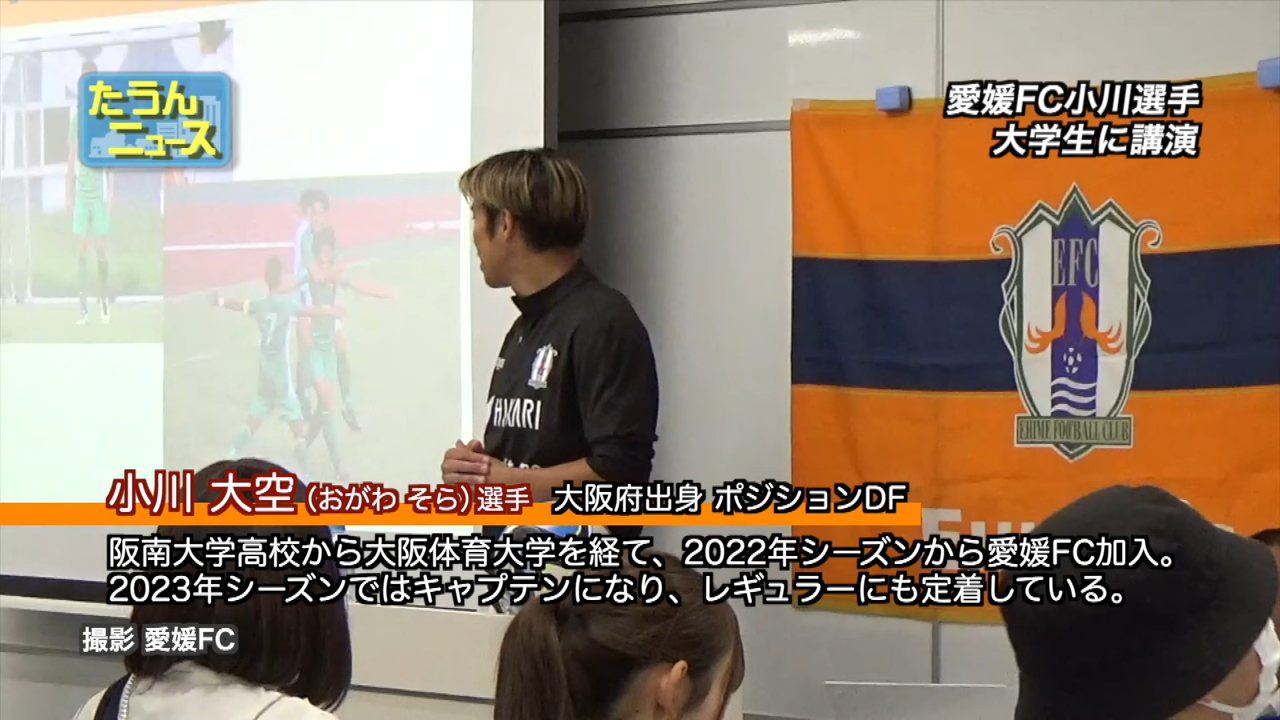 たうん
ニュース
愛媛FC小川選手
大学生に講演
EFC
EHIME FOOTBALL CLUB
7
小川 大空（おがわ そら）選手 大阪府出身 ポジションDF
阪南大学高校から大阪体育大学を経て、2022年シーズンから愛媛FC加入。
2023年シーズンではキャプテンになり、レギュラーにも定着している。
撮影 愛媛FC